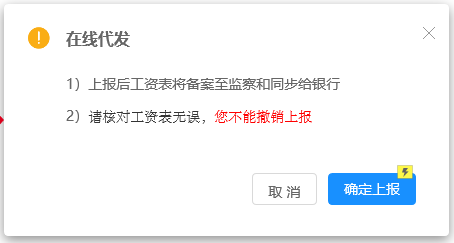 在线代发
1）上报后工资表将备案至监察和同步给银行
2）请核对工资表无误，您不能撤销上报
取 消
确定上报